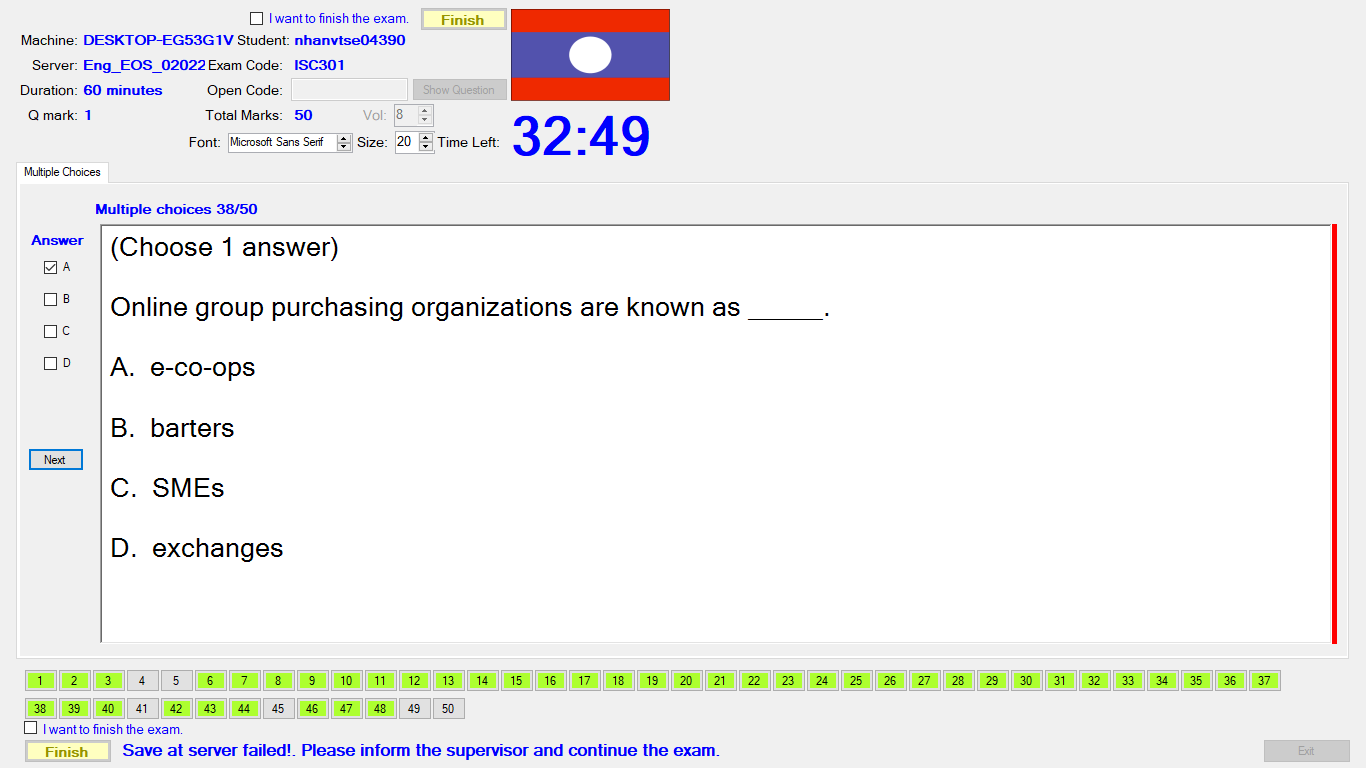 I want to finish the exam. Finish
Machine: DESKTOP-EG53G1V Student: nhanvtse04390
Server: Eng_EOS_02022 Exam Code: ISC301
Duration: 60 minutes Open Code: Show Question
Q mark: 1 Total Marks: 50 Vol: 8
Font: Microsoft Sans Serif Size: 20 Time Left: 32:49
Multiple Choices
Multiple choices 38/50
Answer
A
B
C
D
Next
(Choose 1 answer)
Online group purchasing organizations are known as _____.
A. e-co-ops
B. barters
C. SMEs
D. exchanges
1 2 3 4 5 6 7 8 9 10 11 12 13 14 15 16 17 18 19 20 21 22 23 24 25 26 27 28 29 30 31 32 33 34 35 36 37
38 39 40 41 42 43 44 45 46 47 48 49 50
I want to finish the exam.
Finish Save at server failed!. Please inform the supervisor and continue the exam. Exit